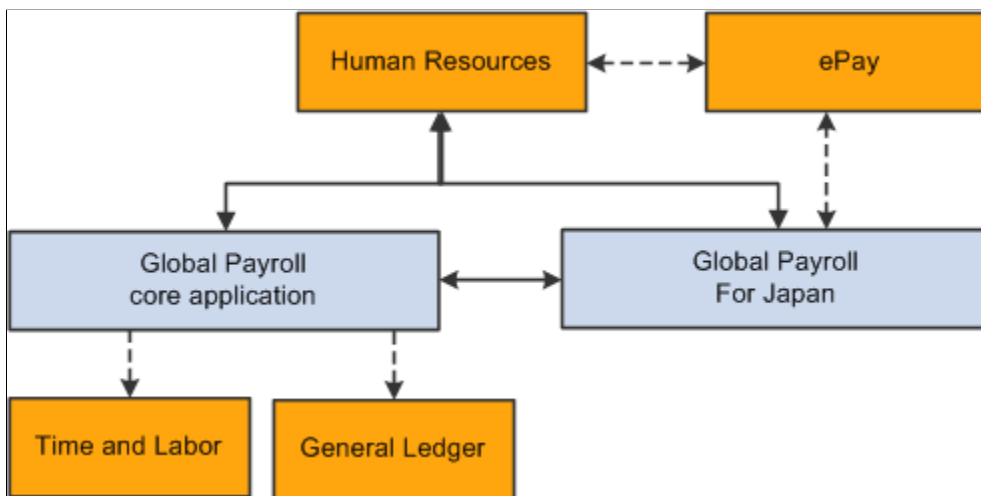 Human Resources
ePay
Global Payroll
core application
Global Payroll
For Japan
Time and Labor
General Ledger